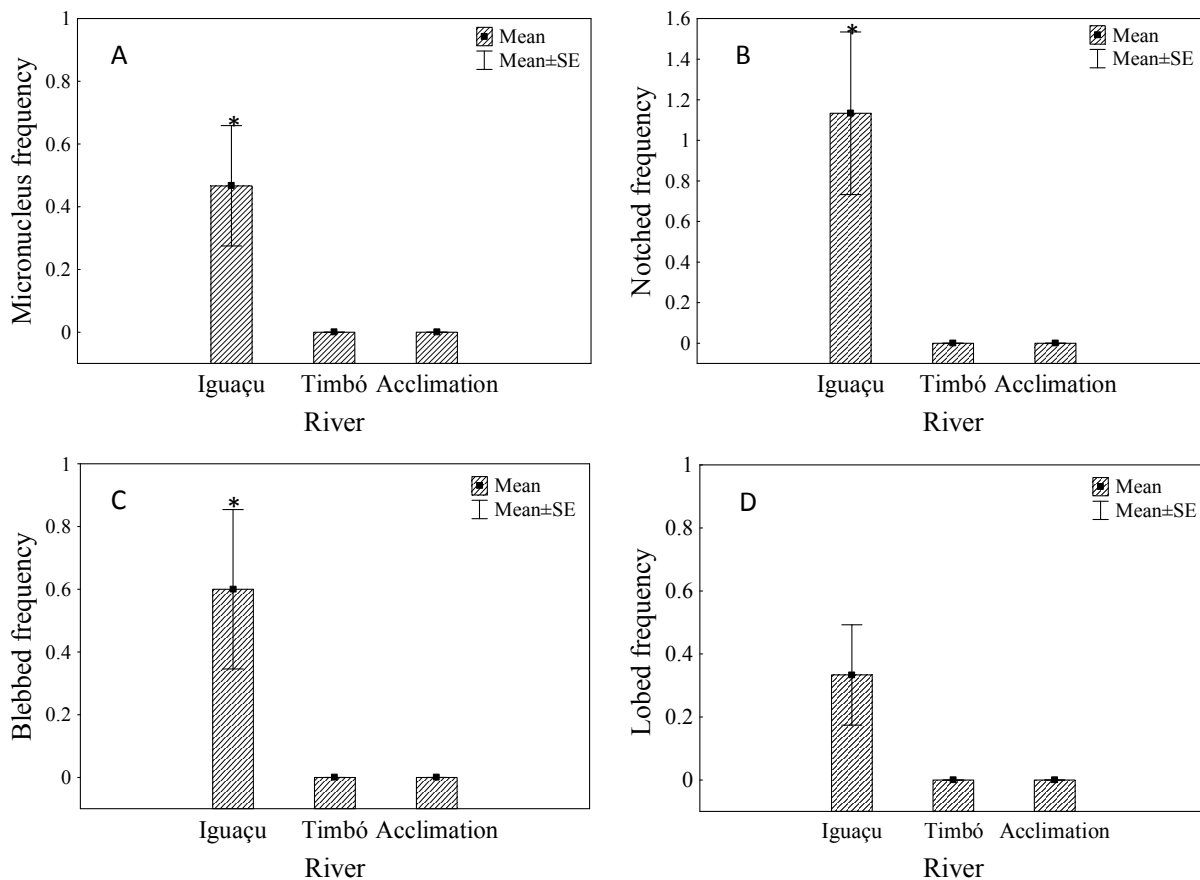 A
Mean
Mean±SE
Micronucleus frequency
1
0.8
0.6
0.4
0.2
0
*
Iguaçu Timbó Acclimation
River
B
Mean
Mean±SE
Notched frequency
1.6
1.4
1.2
1
0.8
0.6
0.4
0.2
0
*
Iguaçu Timbó Acclimation
River
C
Mean
Mean±SE
Blebbed frequency
1
0.8
0.6
0.4
0.2
0
*
Iguaçu Timbó Acclimation
River
D
Mean
Mean±SE
Lobed frequency
1
0.8
0.6
0.4
0.2
0
Iguaçu Timbó Acclimation
River